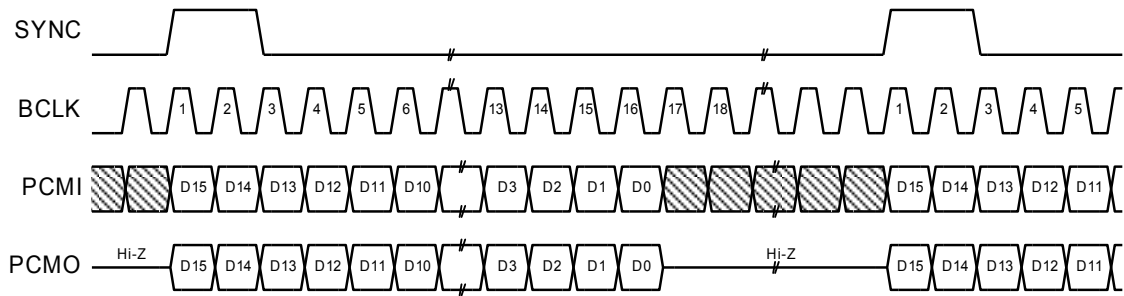 SYNC
BCLK 1 2 3 4 5 6 13 14 15 16 17 18 1 2 3 4 5
PCMI D15 D14 D13 D12 D11 D10 D3 D2 D1 D0 D15 D14 D13 D12 D11
PCMO Hi-Z D15 D14 D13 D12 D11 D10 D3 D2 D1 D0 Hi-Z D15 D14 D13 D12 D11